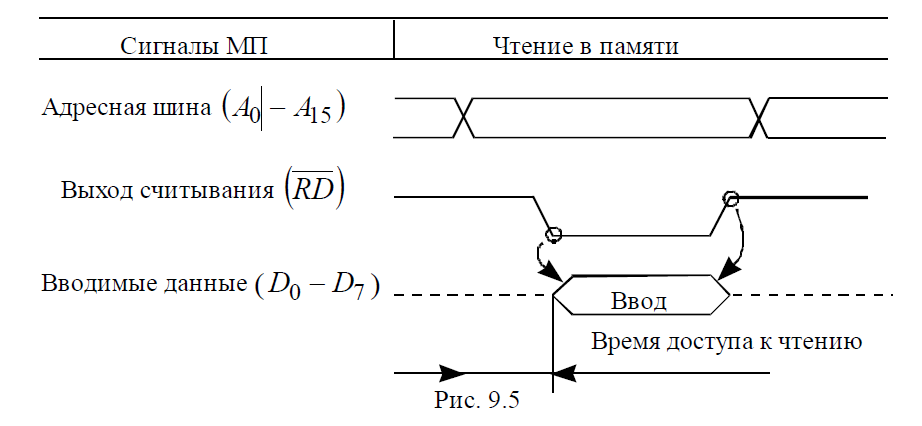 Сигналы МП Чтение в памяти
Адресная шина (A0 − A15)
Выход считывания (R̅D̅)
Вводимые данные (D0 − D7)
Ввод
Время доступа к чтению
Рис. 9.5